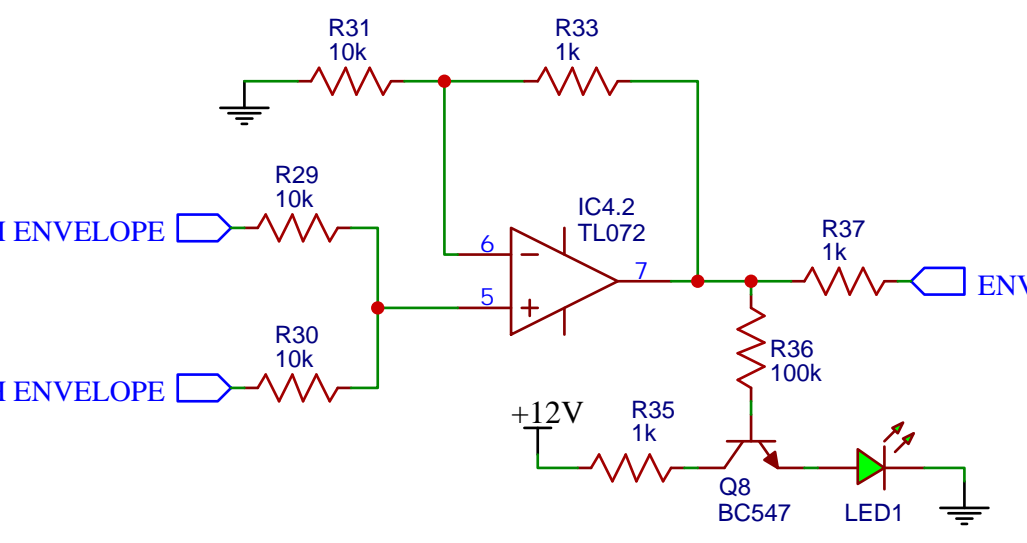 R31
10k
R33
1k
R29
10k
ENVELOPE
IC4.2
TL072
6
7
5
R37
1k
R30
10k
ENVELOPE
R36
100k
+12V
R35
1k
Q8
BC547
LED1